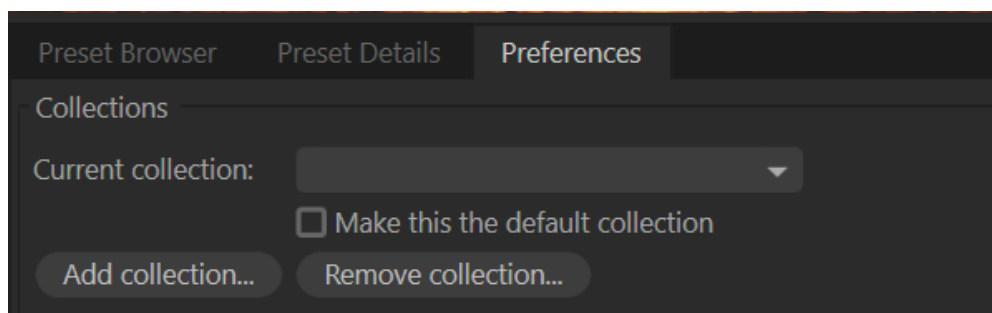 Preset Browser Preset Details Preferences
Collections
Current collection:
Make this the default collection
Add collection... Remove collection...